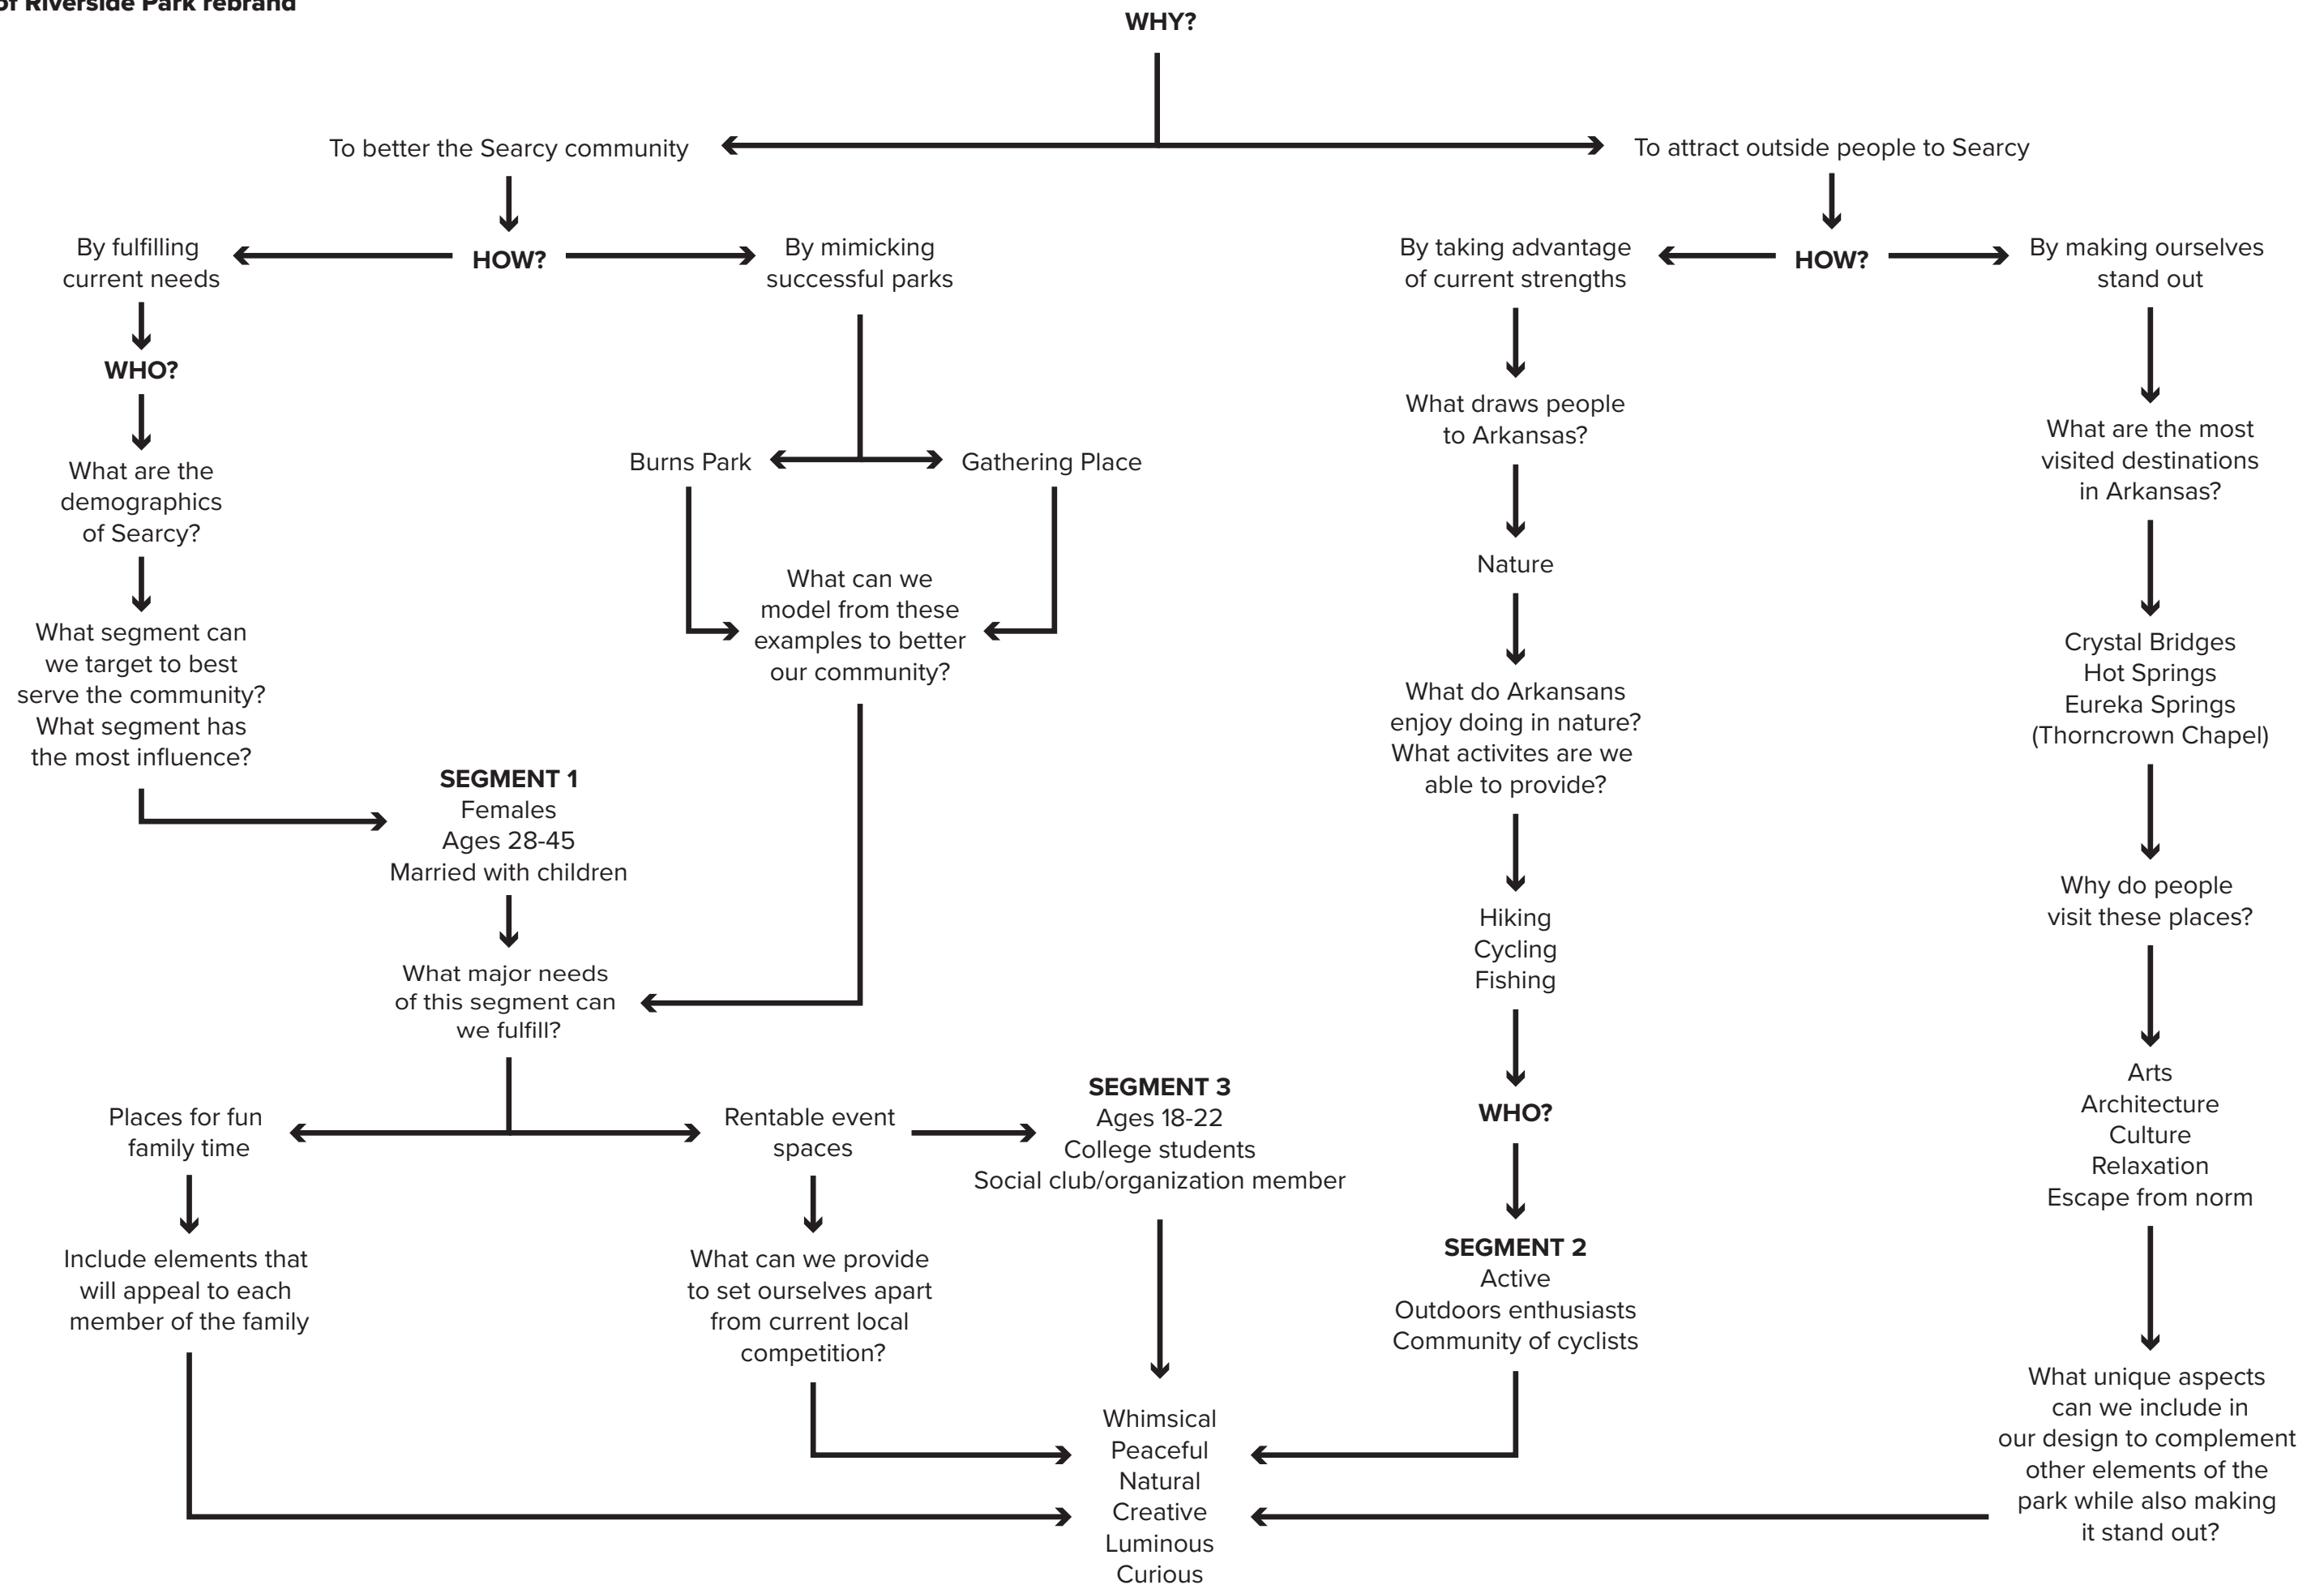 of Riverside Park rebrand
WHY?
To better the Searcy community
To attract outside people to Searcy
HOW?
By fulfilling
current needs
By mimicking
successful parks
HOW?
By taking advantage
of current strengths
By making ourselves
stand out
WHO?
What are the
demographics
of Searcy?
What segment can
we target to best
serve the community?
What segment has
the most influence?
Burns Park
Gathering Place
What can we
model from these
examples to better
our community?
SEGMENT 1
Females
Ages 28-45
Married with children
What major needs
of this segment can
we fulfill?
Places for fun
family time
Include elements that
will appeal to each
member of the family
Rentable event
spaces
What can we provide
to set ourselves apart
from current local
competition?
SEGMENT 3
Ages 18-22
College students
Social club/organization member
What draws people
to Arkansas?
Nature
What do Arkansans
enjoy doing in nature?
What activites are we
able to provide?
Hiking
Cycling
Fishing
WHO?
SEGMENT 2
Active
Outdoors enthusiasts
Community of cyclists
What are the most
visited destinations
in Arkansas?
Crystal Bridges
Hot Springs
Eureka Springs
(Thorncrown Chapel)
Why do people
visit these places?
Arts
Architecture
Culture
Relaxation
Escape from norm
What unique aspects
can we include in
our design to complement
other elements of the
park while also making
it stand out?
Whimsical
Peaceful
Natural
Creative
Luminous
Curious